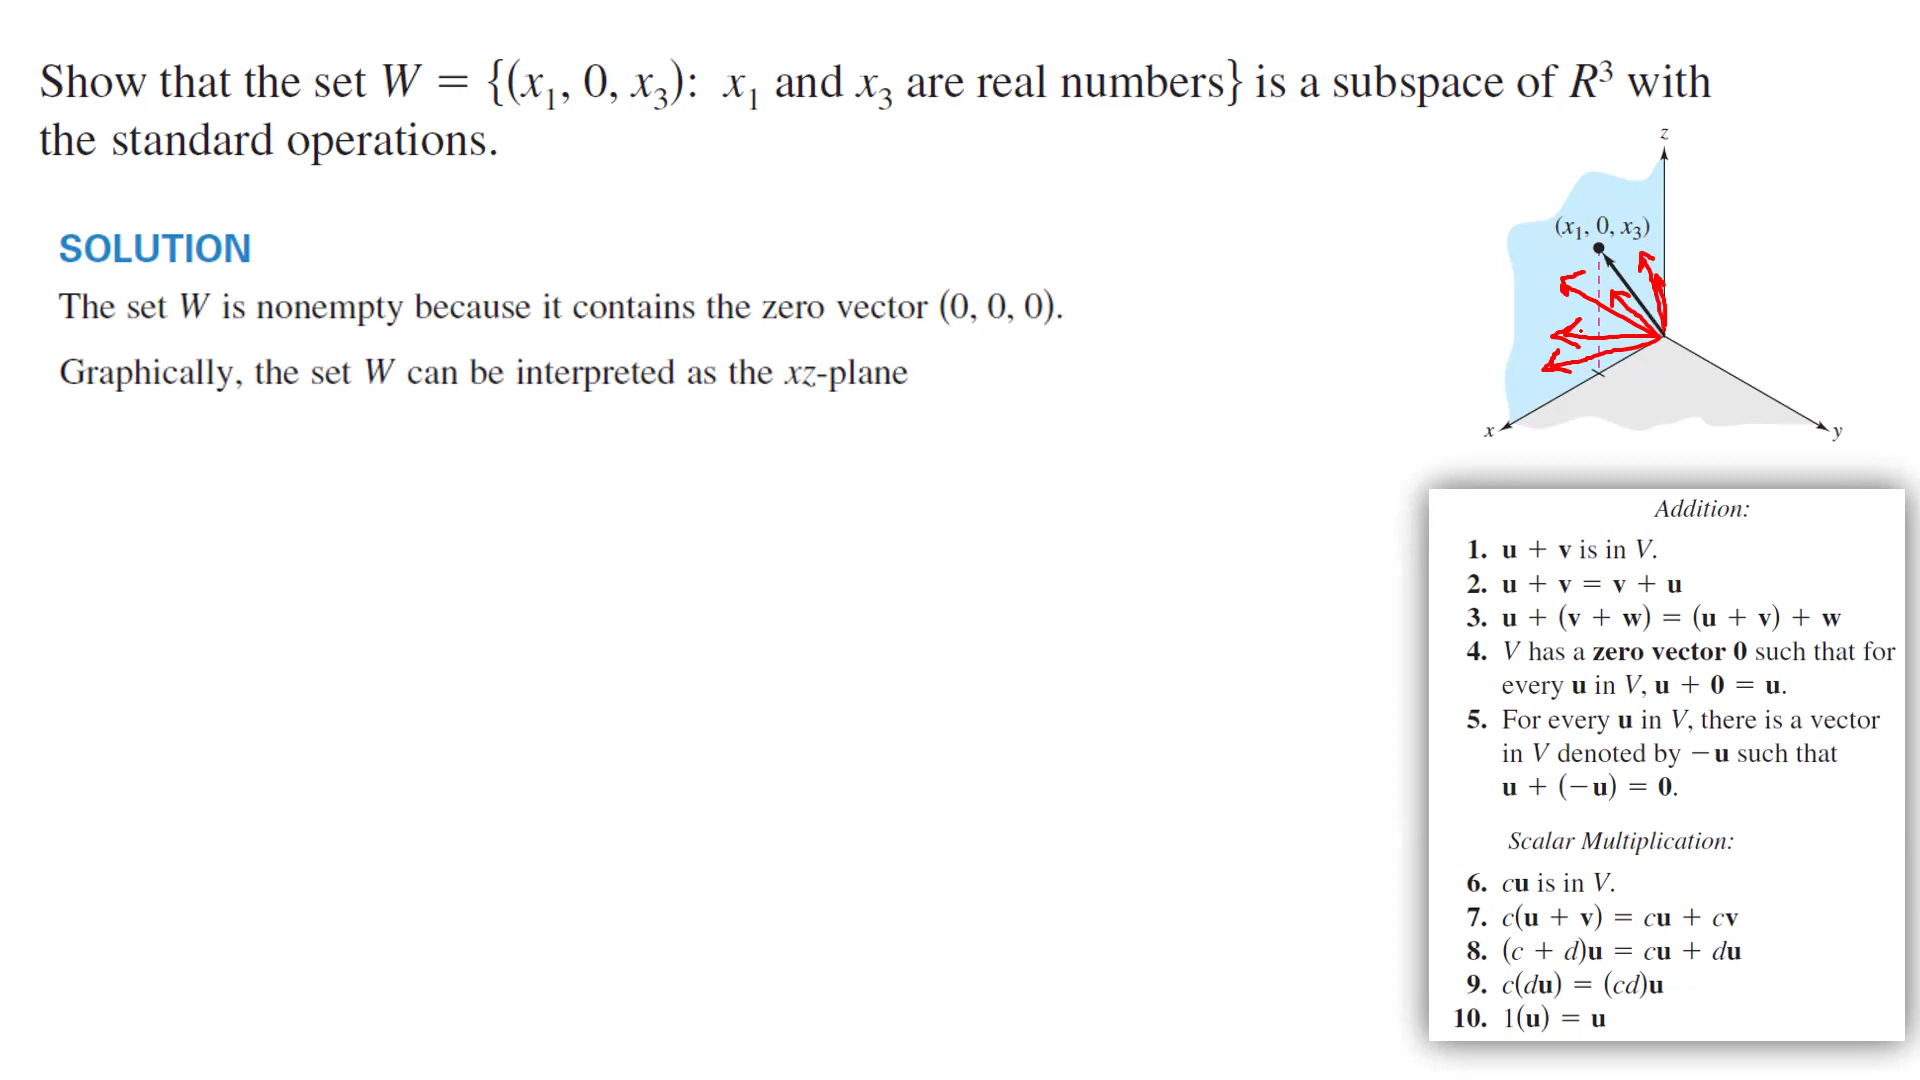 Show that the set W = {(x₁, 0, x₃): x₁ and x₃ are real numbers} is a subspace of R³ with
the standard operations.
SOLUTION
The set W is nonempty because it contains the zero vector (0, 0, 0).
Graphically, the set W can be interpreted as the xz-plane
z
(x₁, 0, x₃)
x
y
Addition:
1. u + v is in V.
2. u + v = v + u
3. u + (v + w) = (u + v) + w
4. V has a zero vector 0 such that for
every u in V, u + 0 = u.
5. For every u in V, there is a vector
in V denoted by −u such that
u + (−u) = 0.
Scalar Multiplication:
6. cu is in V.
7. c(u + v) = cu + cv
8. (c + d)u = cu + du
9. c(du) = (cd)u
10. 1(u) = u